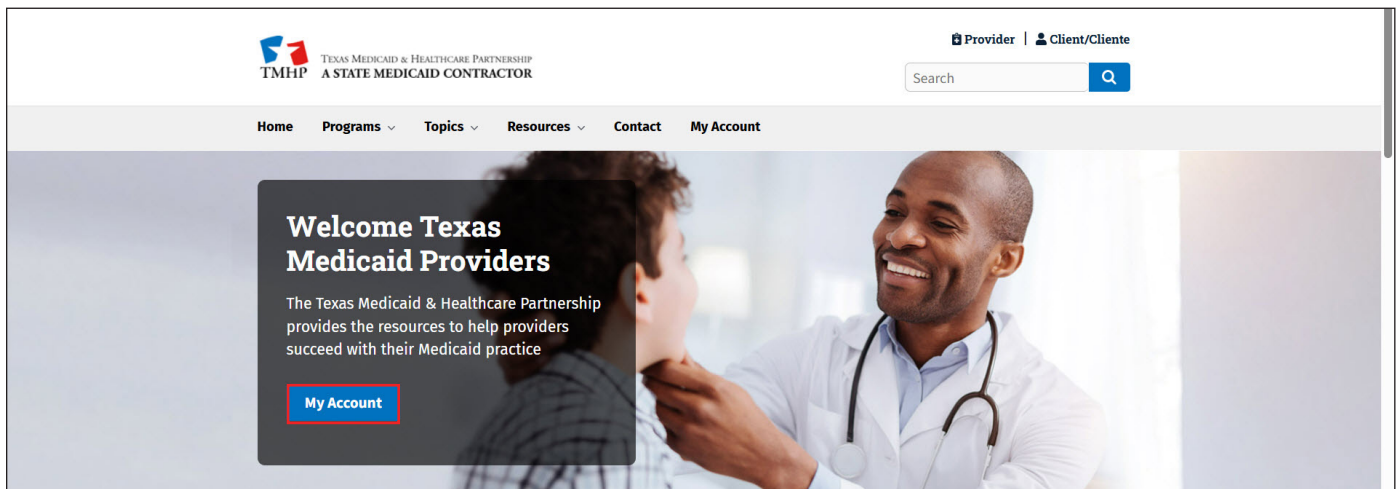 Provider | Client/Cliente
TMHP
TEXAS MEDICAID & HEALTHCARE PARTNERSHIP
A STATE MEDICAID CONTRACTOR
Search
Home Programs Topics Resources Contact My Account
Welcome Texas
Medicaid Providers
The Texas Medicaid & Healthcare Partnership
provides the resources to help providers
succeed with their Medicaid practice
My Account